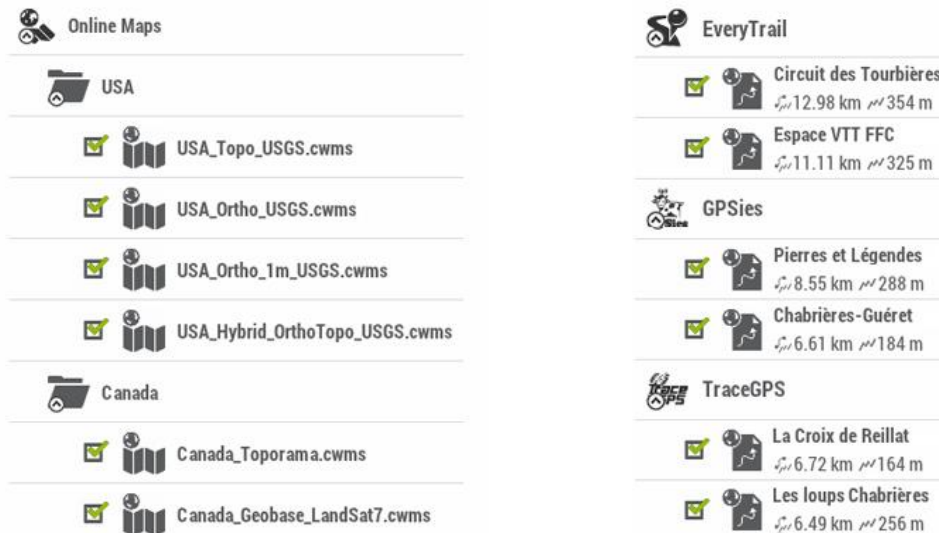 Online Maps
USA
USA_Topo_USGS.cwms
USA_Ortho_USGS.cwms
USA_Ortho_1m_USGS.cwms
USA_Hybrid_OrthoTopo_USGS.cwms
Canada
Canada_Toporama.cwms
Canada_Geobase_LandSat7.cwms
EveryTrail
Circuit des Tourbières
12.98 km 354 m
Espace VTT FFC
11.11 km 325 m
GPSies
Pierres et Légendes
8.55 km 288 m
Chabrières-Guéret
6.61 km 184 m
TraceGPS
La Croix de Reillat
6.72 km 164 m
Les loups Chabrières
6.49 km 256 m